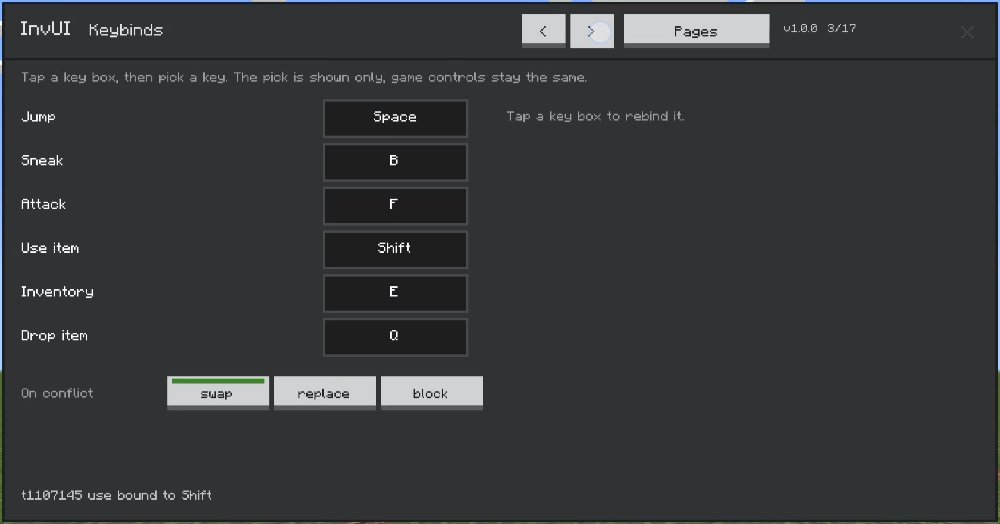 InvUI Keybinds < > Pages v1.0.0 3/17 X
Tap a key box, then pick a key. The pick is shown only, game controls stay the same.
Jump Space Tap a key box to rebind it.
Sneak B
Attack F
Use item Shift
Inventory E
Drop item Q
On conflict swap replace block
t1107145 use bound to Shift